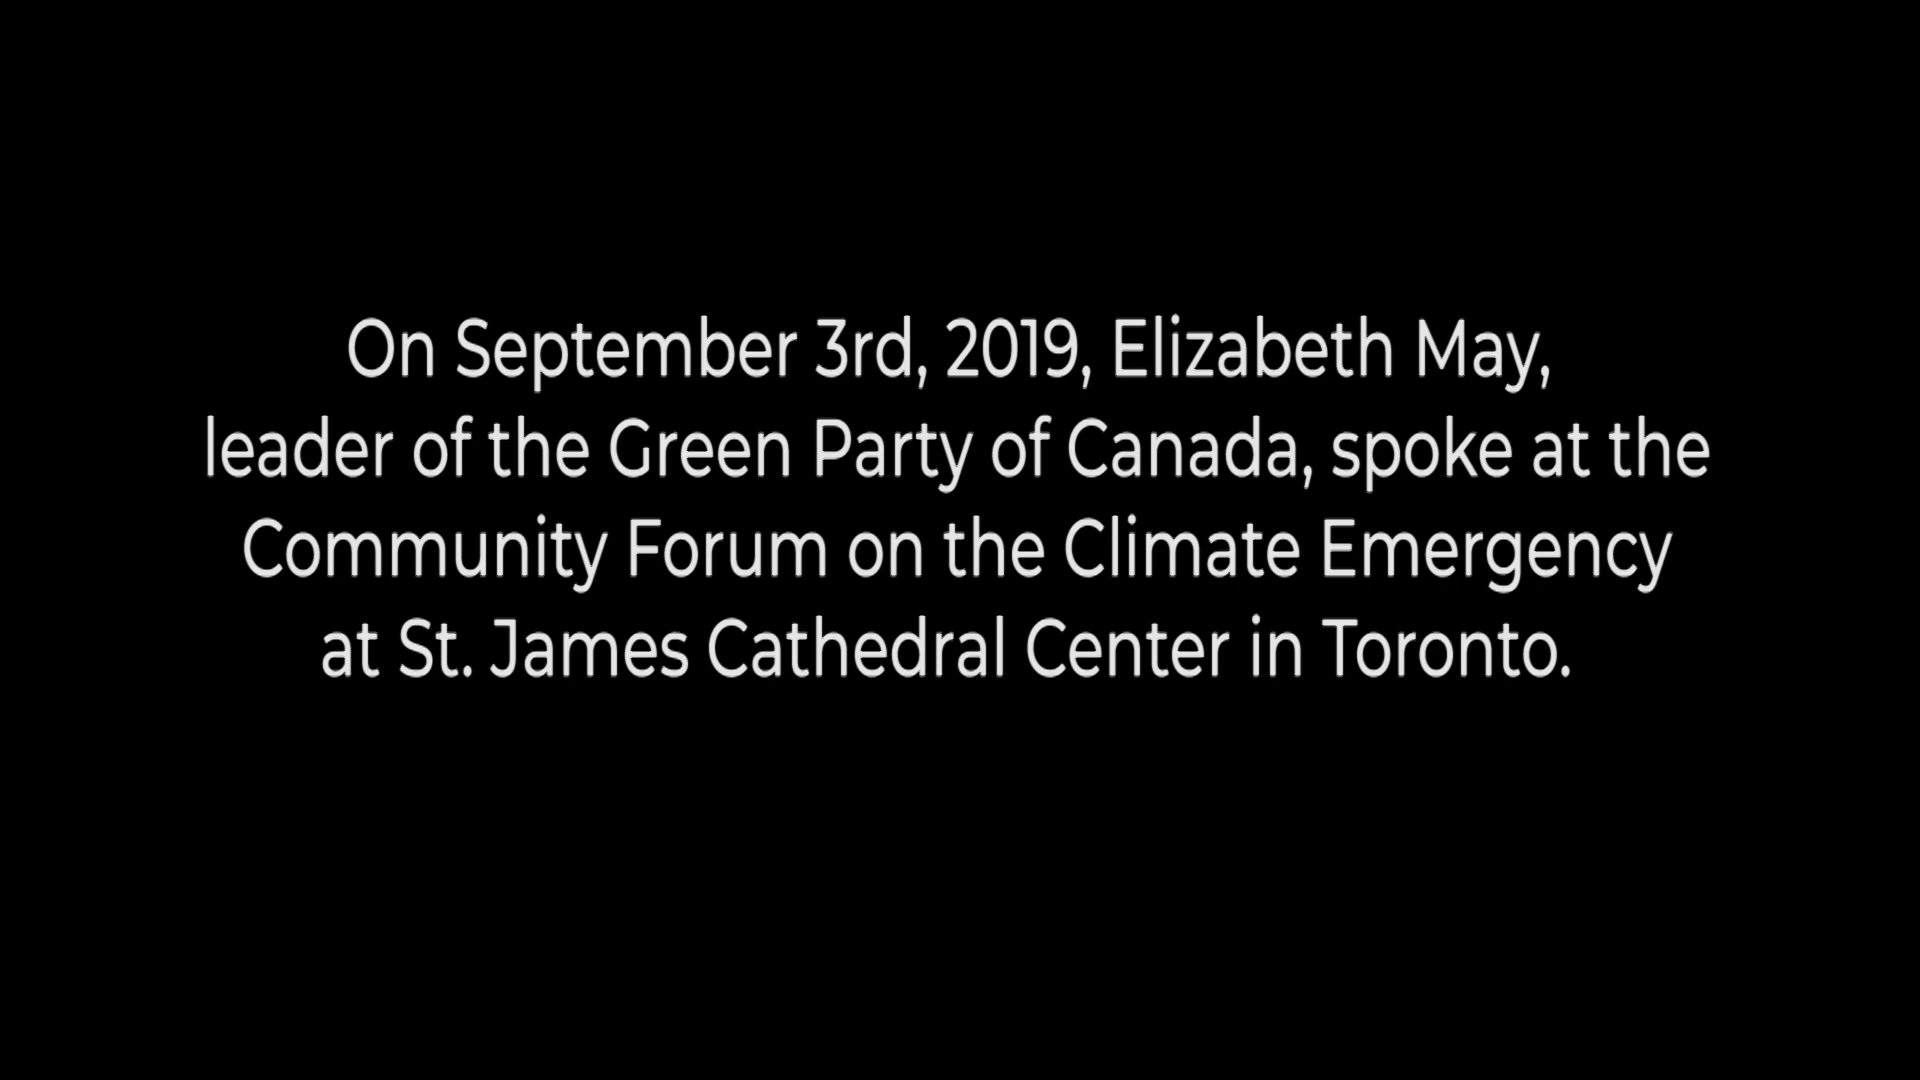 On September 3rd, 2019, Elizabeth May,
leader of the Green Party of Canada, spoke at the
Community Forum on the Climate Emergency
at St. James Cathedral Center in Toronto.